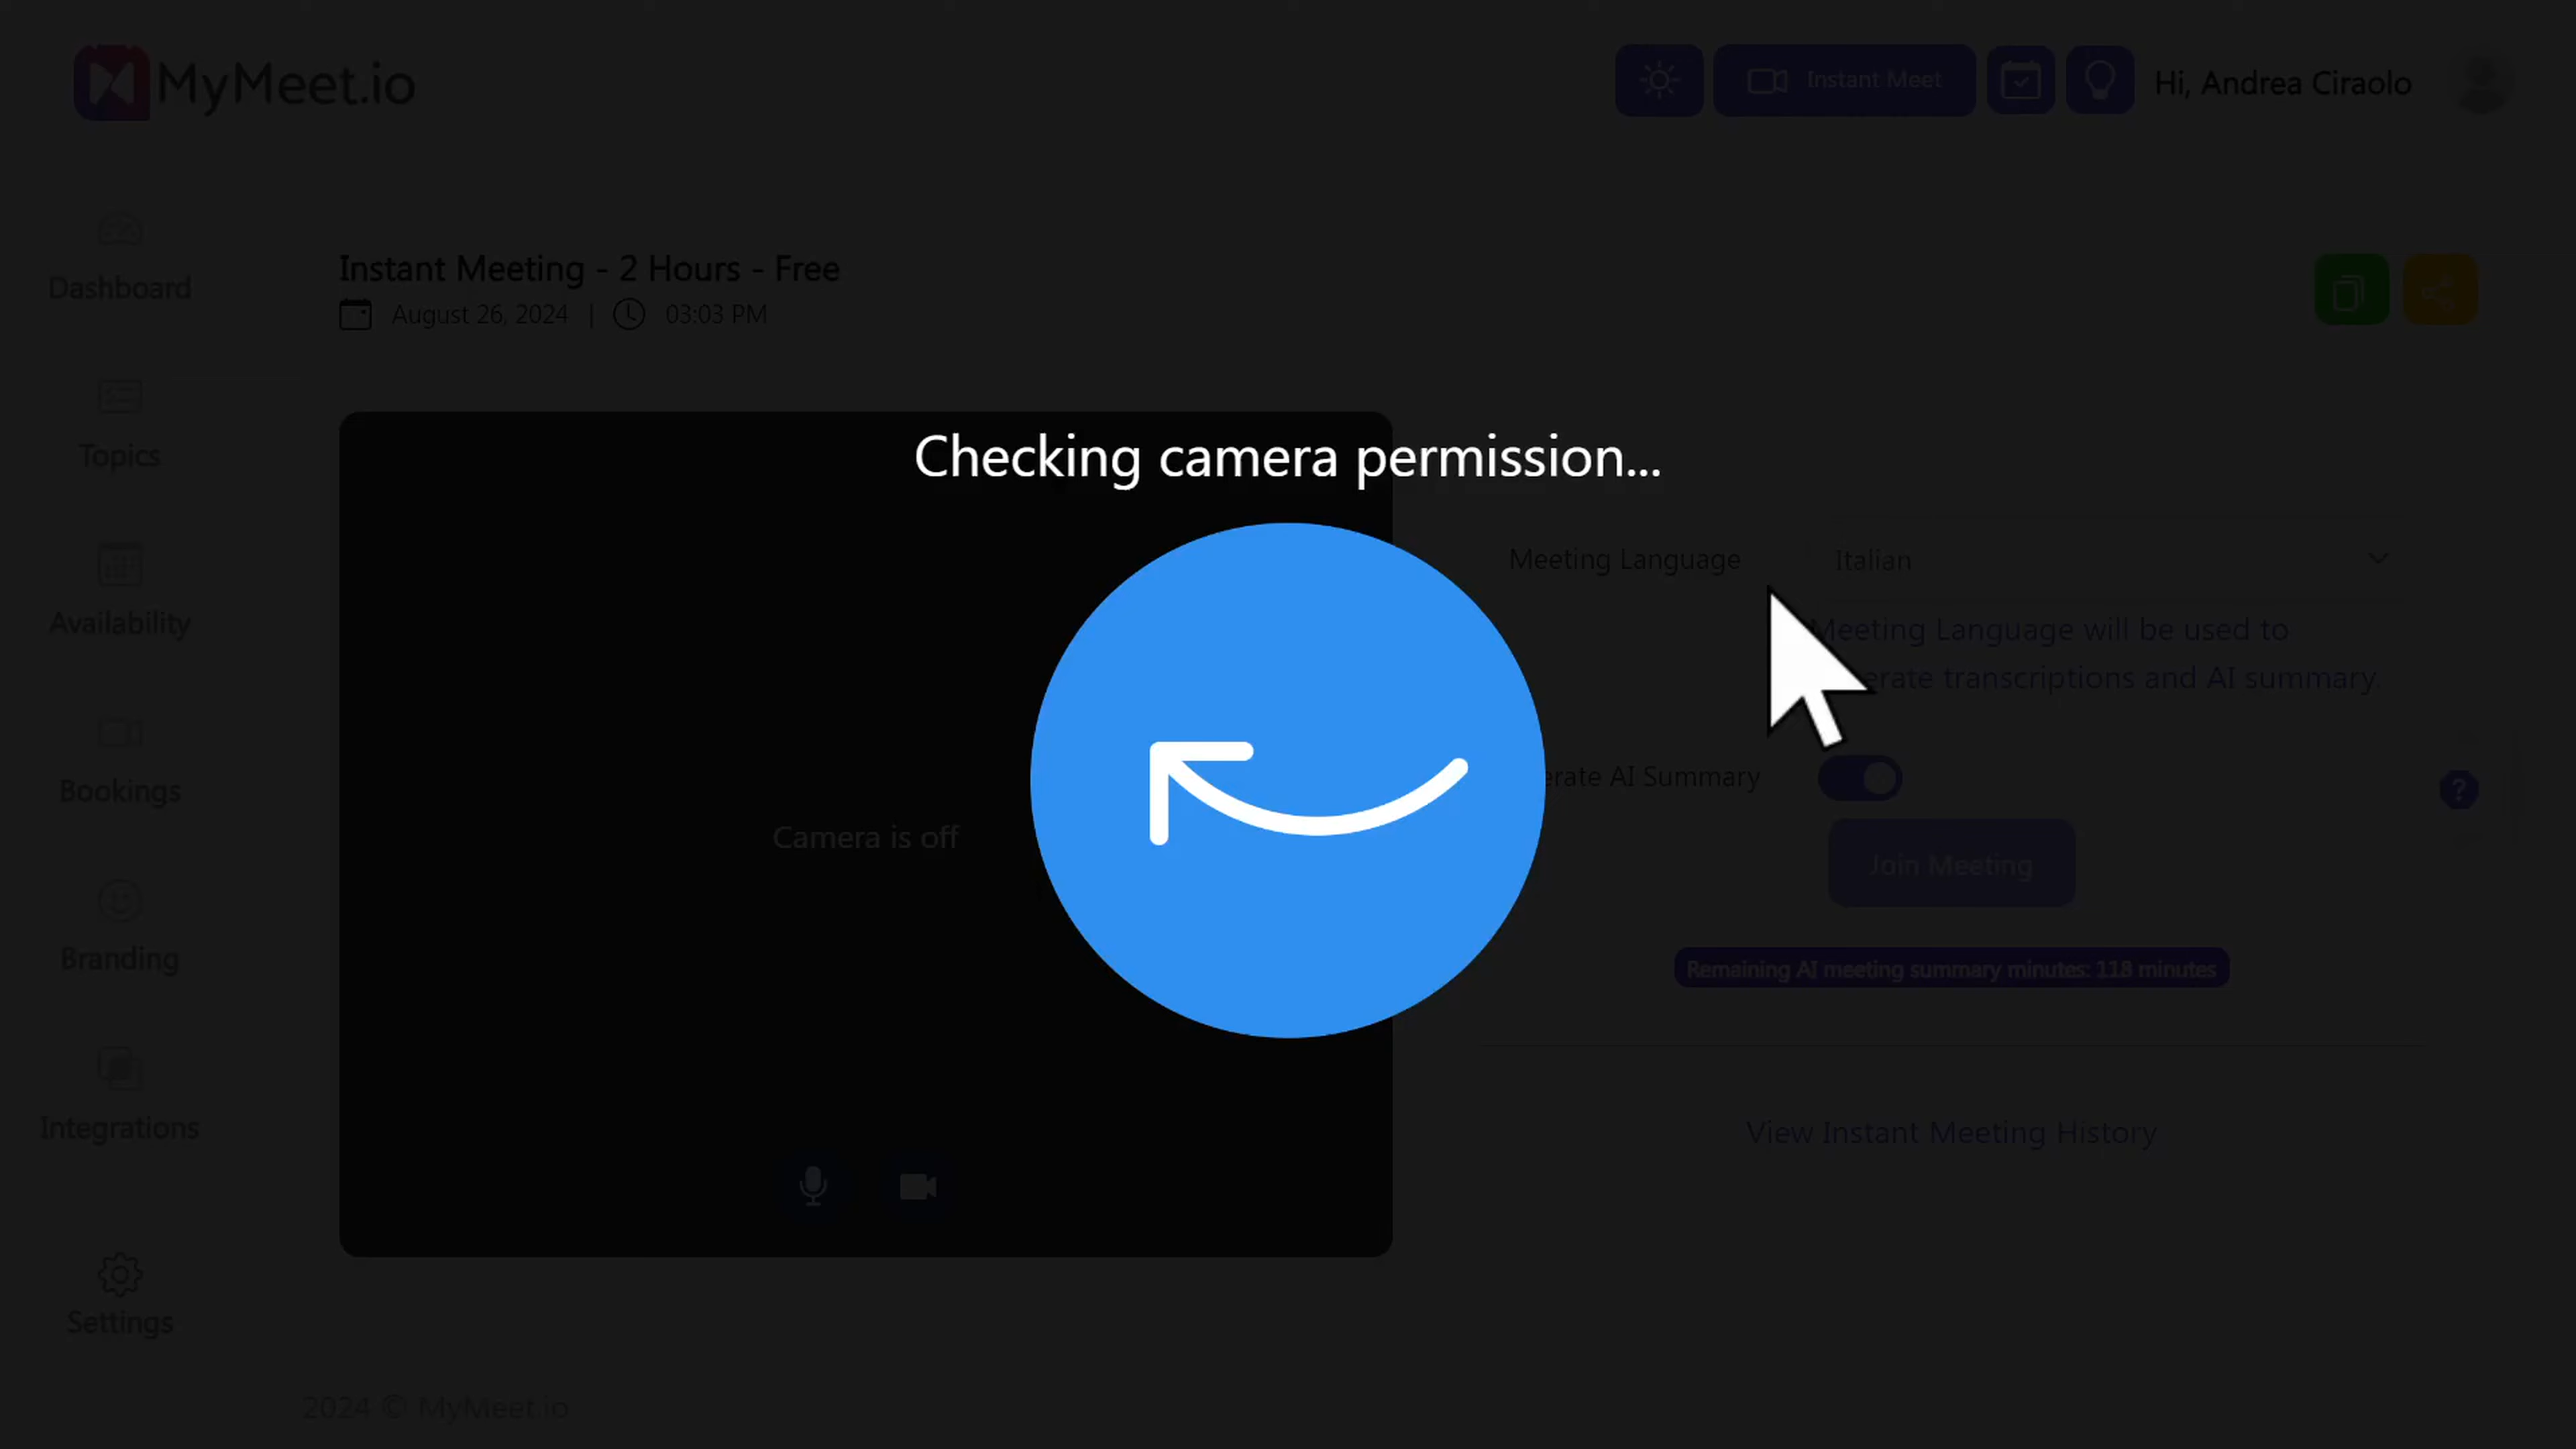 MyMeet.io
Instant Meet
Hi, Andrea Ciraolo
Dashboard
Topics
Availability
Bookings
Branding
Integrations
Settings
Instant Meeting - 2 Hours - Free
August 26, 2024 | 03:03 PM
Checking camera permission...
Camera is off
Meeting Language
Italian
Meeting Language will be used to
erate transcriptions and AI summary
erate AI Summary
?
Join Meeting
Remaining AI meeting summary minutes: 118 minutes
View Instant Meeting History
2024 © MyMeet.io